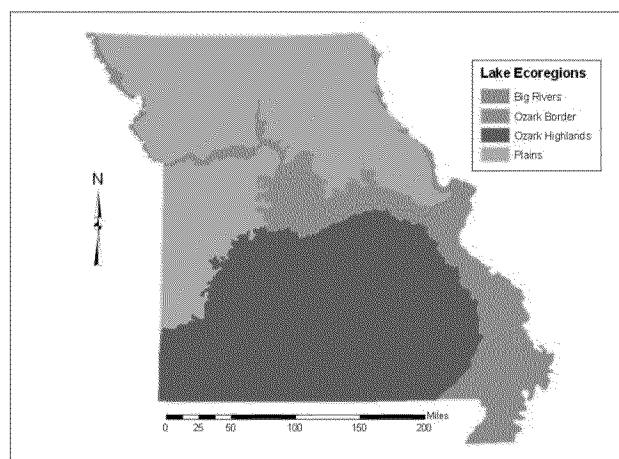 Lake Ecoregions
Big Rivers
Ozark Border
Ozark Highlands
Plains
N
Miles
0 25 50 100 150 200